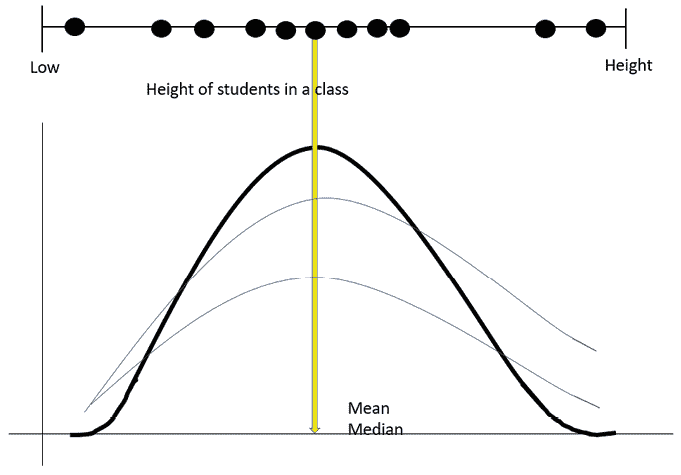 Low
Height
Height of students in a class
Mean
Median